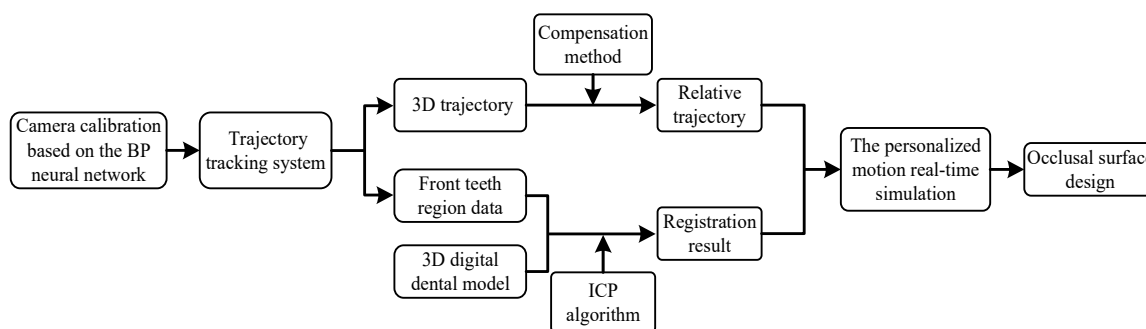 Camera calibration
based on the BP
neural network
Trajectory
tracking system
3D trajectory
Compensation
method
Relative
trajectory
Front teeth
region data
3D digital
dental model
ICP
algorithm
Registration
result
The personalized
motion real-time
simulation
Occlusal surface
design